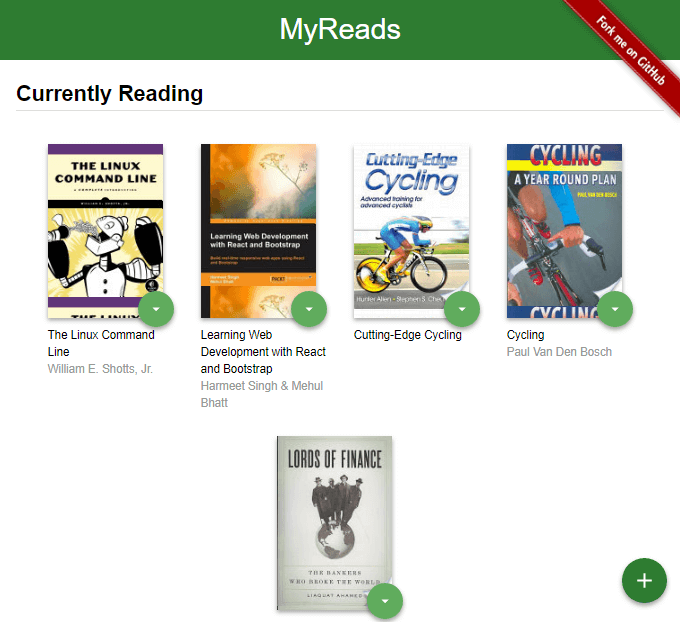 MyReads
Fork me on GitHub
Currently Reading
THE LINUX
COMMAND LINE
A COMPLETE INTRODUCTION
WILLIAM E. SHOTTS, JR.
THE LINUX
Learning Web Development
with React and Bootstrap
Build real-time responsive web apps using React
and Bootstrap
Harmeet Singh
Mehul Bhatt
PACKT
Cutting-Edge
Cycling
Advanced training for
advanced cyclists
Hunter Allen • Stephen S. Che
CYCLING
A YEAR ROUND PLAN
PAUL VAN DEN BOSCH
CYCLING
The Linux Command
Line
William E. Shotts, Jr.
Learning Web
Development with React
and Bootstrap
Harmeet Singh & Mehul
Bhatt
Cutting-Edge Cycling
Cycling
Paul Van Den Bosch
LORDS OF FINANCE
THE BANKERS
WHO BROKE THE WORLD
LIAQUAT AHAMED
+